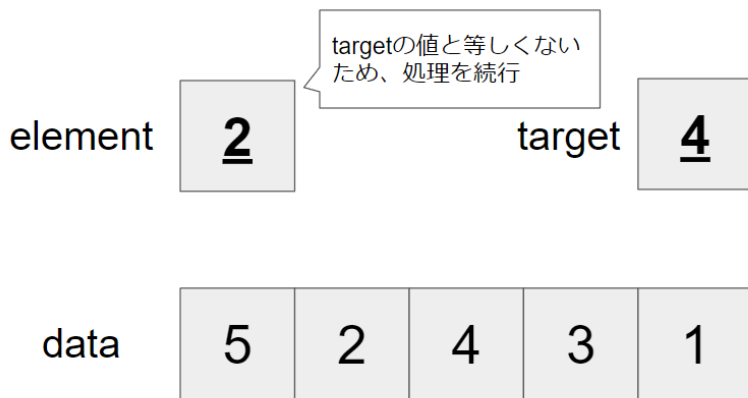 targetの値と等しくない
ため、処理を続行
element 2 target 4
data 5 2 4 3 1